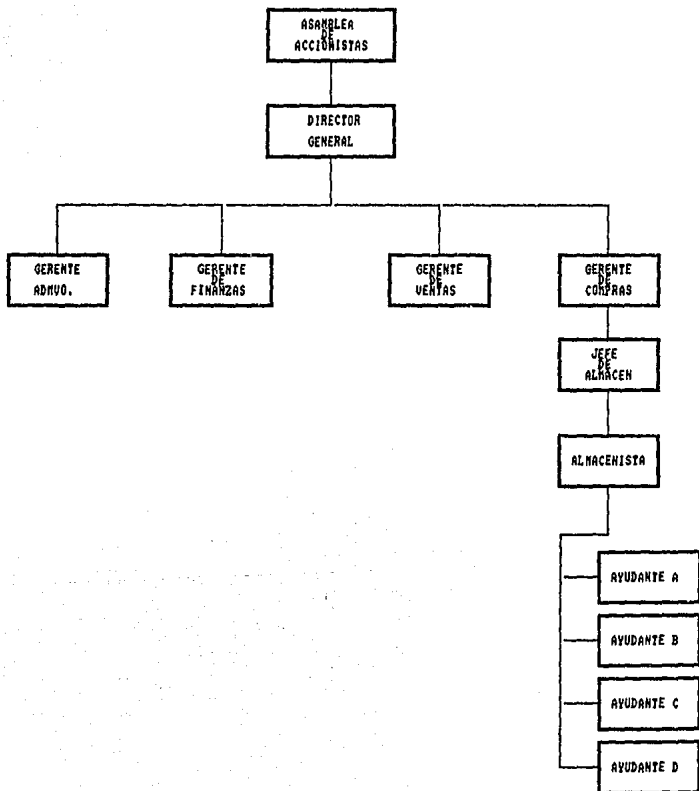 ASAMBLEA
DE
ACCIONISTAS
DIRECTOR
GENERAL
GERENTE
ADMVO.
GERENTE
DE
FINANZAS
GERENTE
DE
VENTAS
GERENTE
DE
COMPRAS
JEFE
DE
ALMACEN
ALMACENISTA
AYUDANTE A
AYUDANTE B
AYUDANTE C
AYUDANTE D